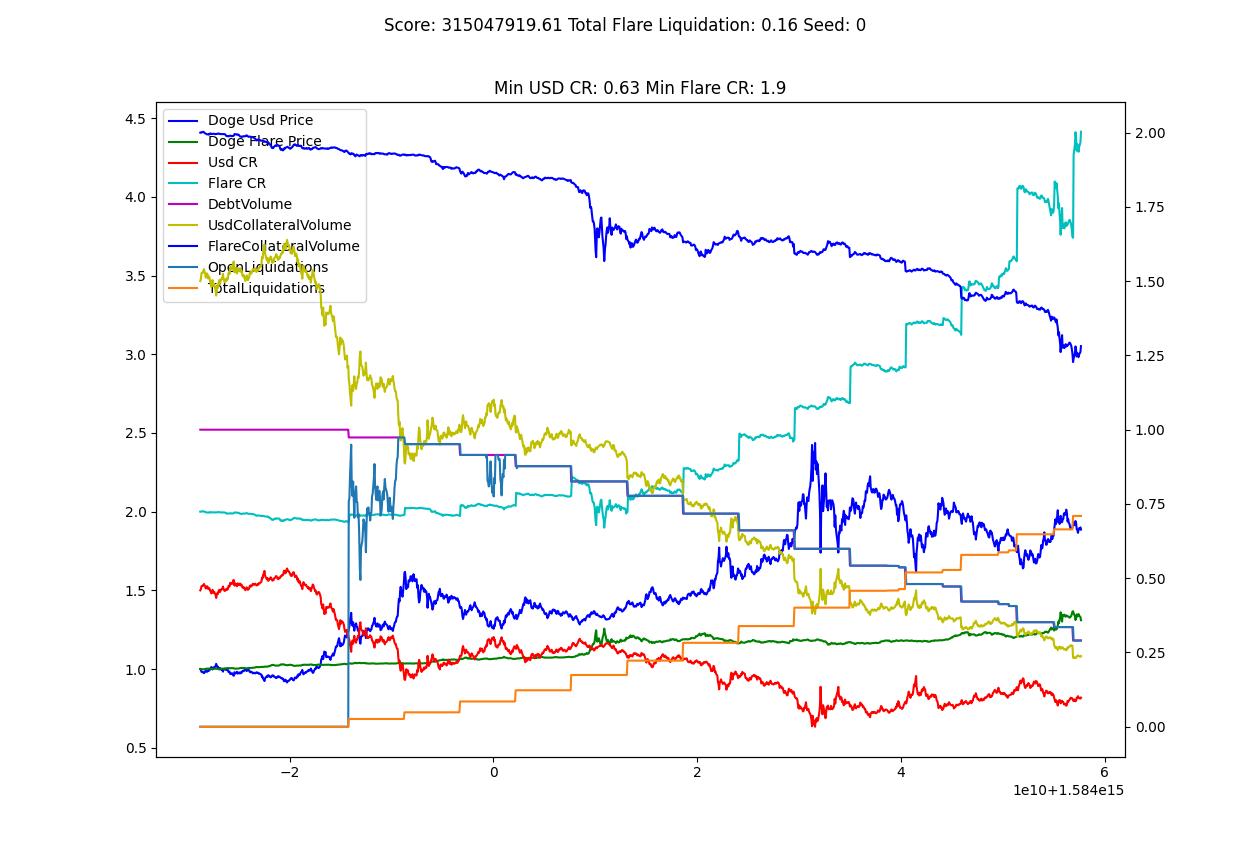 Score: 315047919.61 Total Flare Liquidation: 0.16 Seed: 0
Min USD CR: 0.63 Min Flare CR: 1.9
Doge Usd Price
Doge Flare Price
Usd CR
Flare CR
DebtVolume
UsdCollateralVolume
FlareCollateralVolume
OpenLiquidations
TotalLiquidations
4.5
4.0
3.5
3.0
2.5
2.0
1.5
1.0
0.5
2.00
1.75
1.50
1.25
1.00
0.75
0.50
0.25
0.00
−2
0
2
4
6
1e10+1.584e15